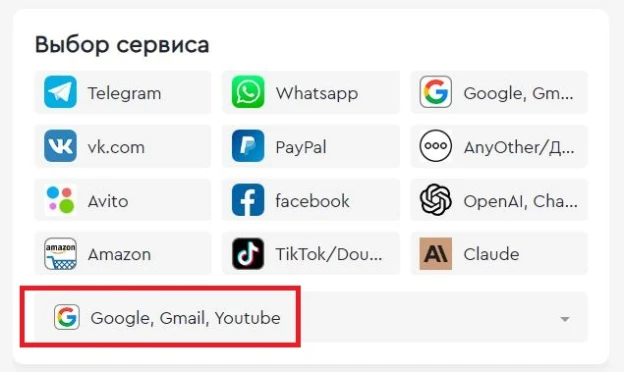 Выбор сервиса
Telegram
Whatsapp
Google, Gm...
vk.com
PayPal
AnyOther/Д...
Avito
facebook
OpenAI, Cha...
amazon
Amazon
TikTok/Dou...
Claude
Google, Gmail, Youtube